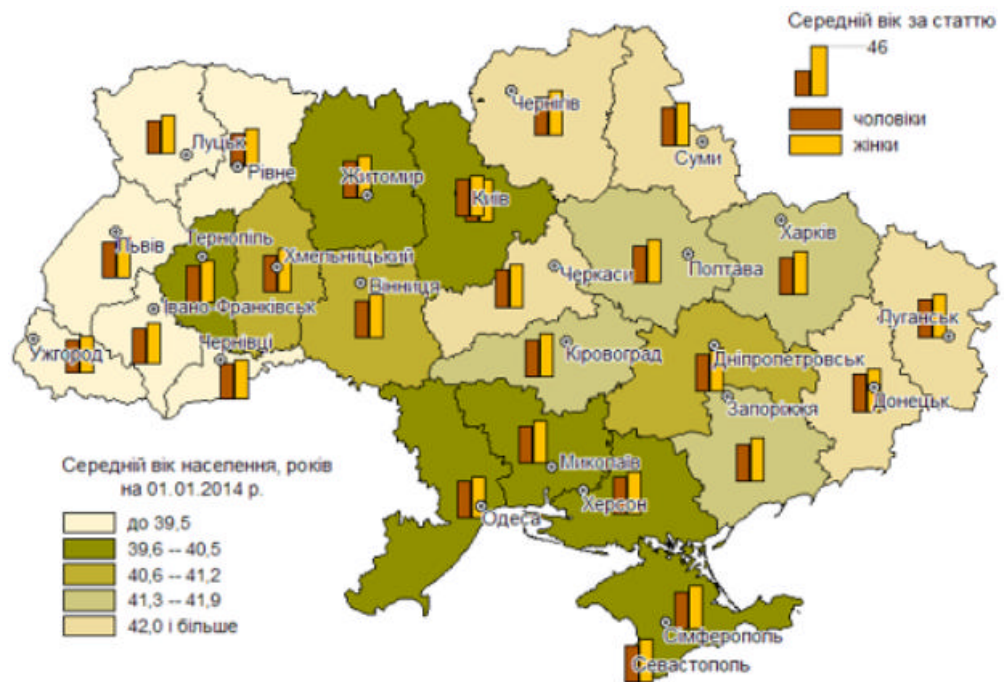 Середній вік за статтю
46
чоловіки
жінки
Чернігів
Суми
Луцьк
Рівне
Житомир
Київ
Харків
Львів
Тернопіль
Хмельницький
Черкаси
Полтава
Вінниця
Івано-Франківськ
Луганськ
Ужгород
Чернівці
Кіровоград
Дніпропетровськ
Донецьк
Запоріжжя
Середній вік населення, років
на 01.01.2014 р.
Миколаїв
Херсон
Одеса
до 39,5
39,6 -- 40,5
40,6 -- 41,2
41,3 -- 41,9
42,0 і більше
Сімферополь
Севастополь